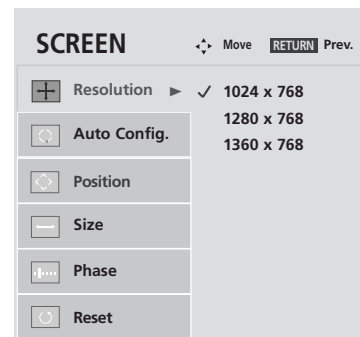 SCREEN Move RETURN Prev.
Resolution 1024 x 768
1280 x 768
1360 x 768
Auto Config.
Position
Size
Phase
Reset